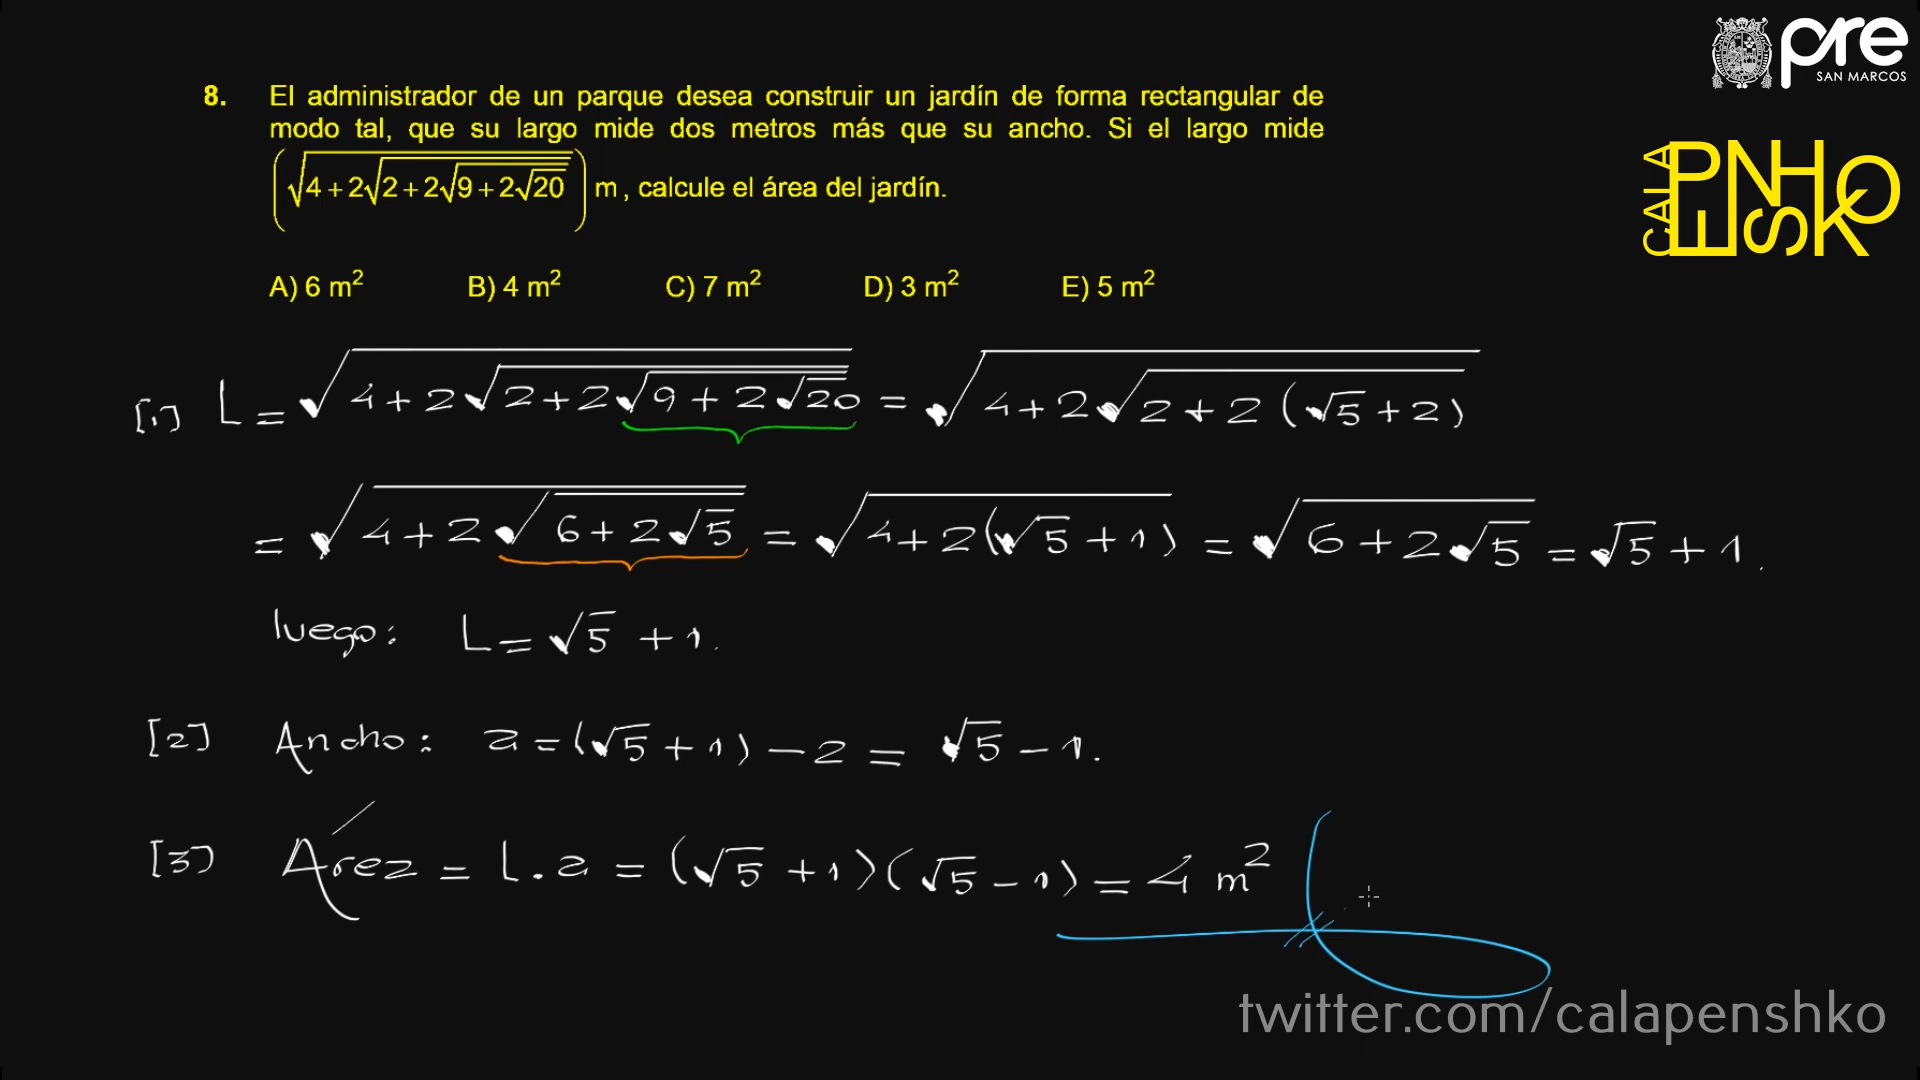 pre
SAN MARCOS
CALA
PENSHKO
8. El administrador de un parque desea construir un jardín de forma rectangular de
modo tal, que su largo mide dos metros más que su ancho. Si el largo mide
(√(4+2√(2+2√(9+2√20)))) m, calcule el área del jardín.
A) 6 m² B) 4 m² C) 7 m² D) 3 m² E) 5 m²
[1] L = √(4+2√(2+2√(9+2√20))) = √(4+2√(2+2(√5+2)))
= √(4+2√(6+2√5)) = √(4+2(√5+1)) = √(6+2√5) = √5+1.
luego: L = √5 + 1.
[2] Ancho: a = (√5+1) − 2 = √5 − 1.
[3] Área = L.a = (√5+1)(√5−1) = 4 m²
twitter.com/calapenshko